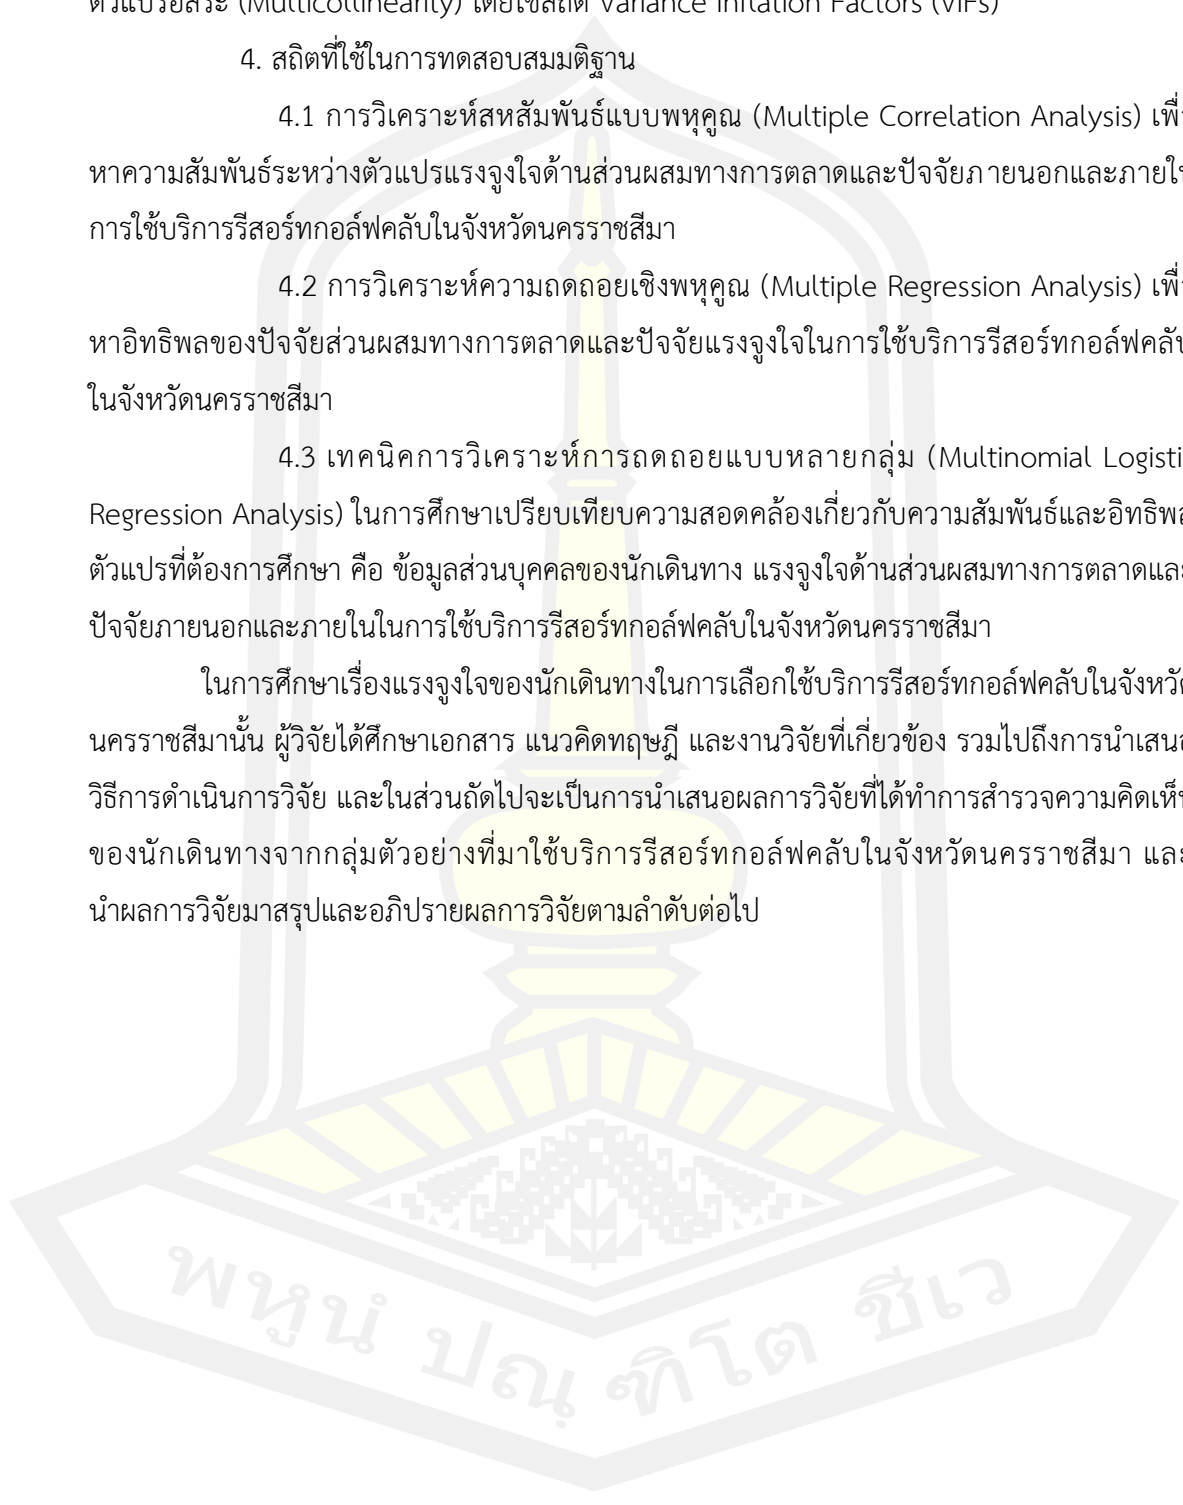 (Multicollinearity) โดยใช้สถิติ Variance Inflation Factors (VIFs)
4. สถิตที่ใช้ในการทดสอบสมมติฐาน
4.1 การวิเคราะห์สหสัมพันธ์แบบพหุคูณ (Multiple Correlation Analysis)
หาความสัมพันธ์ระหว่างตัวแปรแรงจูงใจด้านส่วนผสมทางการตลาดและปัจจัยภายนอกและภายใน
การใช้บริการรีสอร์ทกอล์ฟคลับในจังหวัดนครราชสีมา
4.2 การวิเคราะห์ความถดถอยเชิงพหุคูณ (Multiple Regression Analysis)
หาอิทธิพลของปัจจัยส่วนผสมทางการตลาดและปัจจัยแรงจูงใจในการใช้บริการรีสอร์ทกอล์ฟคลับ
ในจังหวัดนครราชสีมา
4.3 เทคนิคการวิเคราะห์การถดถอยแบบหลายกลุ่ม (Multinomial Logisti
Regression Analysis) ในการศึกษาเปรียบเทียบความสอดคล้องเกี่ยวกับความสัมพันธ์และอิทธิพล
ตัวแปรที่ต้องการศึกษา คือ ข้อมูลส่วนบุคคลของนักเดินทาง แรงจูงใจด้านส่วนผสมทางการตลาดและ
ปัจจัยภายนอกและภายในในการใช้บริการรีสอร์ทกอล์ฟคลับในจังหวัดนครราชสีมา
ในการศึกษาเรื่องแรงจูงใจของนักเดินทางในการเลือกใช้บริการรีสอร์ทกอล์ฟคลับในจังหวัด
นครราชสีมานั้น ผู้วิจัยได้ศึกษาเอกสาร แนวคิดทฤษฎี และงานวิจัยที่เกี่ยวข้อง รวมไปถึงการนำเสนอ
วิธีการดำเนินการวิจัย และในส่วนถัดไปจะเป็นการนำเสนอผลการวิจัยที่ได้ทำการสำรวจความคิดเห็น
ของนักเดินทางจากกลุ่มตัวอย่างที่มาใช้บริการรีสอร์ทกอล์ฟคลับในจังหวัดนครราชสีมา และ
นำผลการวิจัยมาสรุปและอภิปรายผลการวิจัยตามลำดับต่อไป
พหูนํ ปณฺฑิโต ชีเว